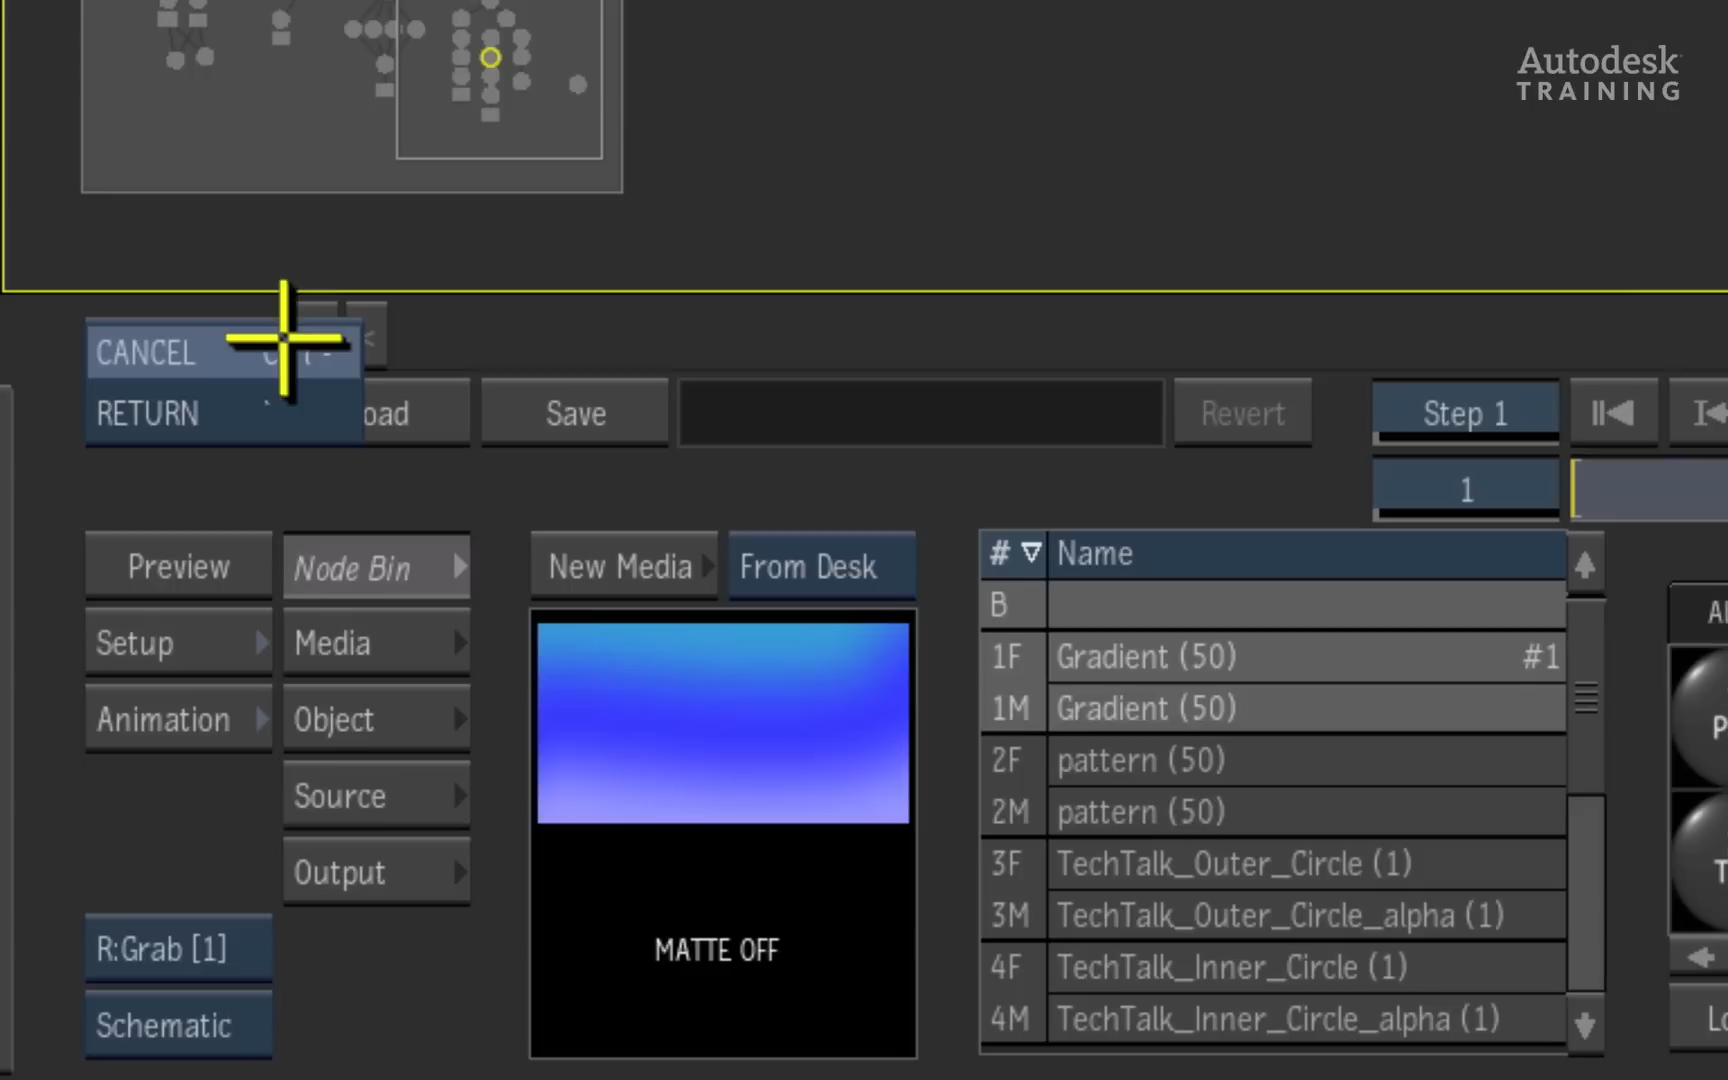 Autodesk
TRAINING
CANCEL
RETURN `
oad
Save
Revert
Step 1
1
Preview
Node Bin
New Media
From Desk
# Name
B
Setup
Media
1F Gradient (50) #1
1M Gradient (50)
Animation
Object
2F pattern (50)
Source
2M pattern (50)
3F TechTalk_Outer_Circle (1)
Output
3M TechTalk_Outer_Circle_alpha (1)
R:Grab [1]
MATTE OFF
4F TechTalk_Inner_Circle (1)
Schematic
4M TechTalk_Inner_Circle_alpha (1)